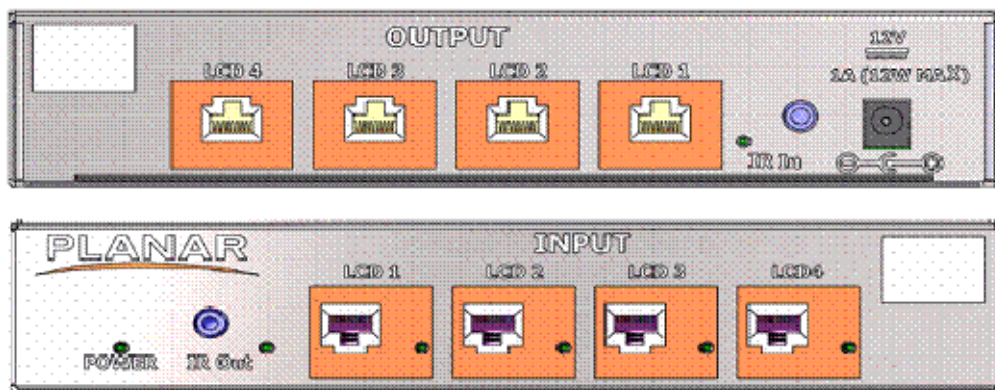 OUTPUT
LCD 4 LCD 3 LCD 2 LCD 1
12V
1A (12W MAX)
IR In
PLANAR
INPUT
LCD 1 LCD 2 LCD 3 LCD4
POWER IR Out